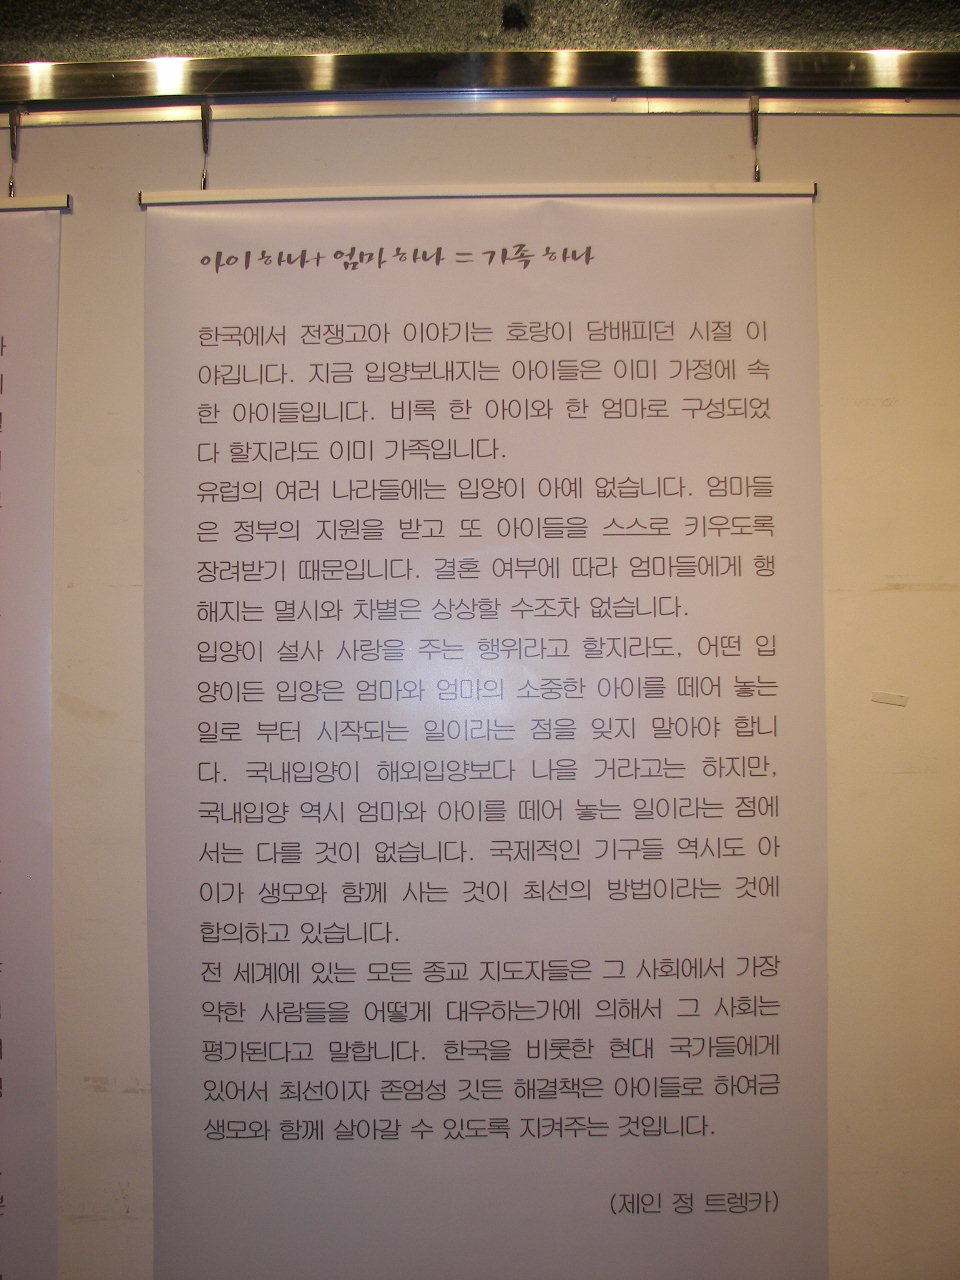 아이 하나 + 엄마 하나 = 가족 하나
한국에서 전쟁고아 이야기는 호랑이 담배피던 시절 이
야깁니다. 지금 입양보내지는 아이들은 이미 가정에 속
한 아이들입니다. 비록 한 아이와 한 엄마로 구성되었
다 할지라도 이미 가족입니다.
유럽의 여러 나라들에는 입양이 아예 없습니다. 엄마들
은 정부의 지원을 받고 또 아이들을 스스로 키우도록
장려받기 때문입니다. 결혼 여부에 따라 엄마들에게 행
해지는 멸시와 차별은 상상할 수조차 없습니다.
입양이 설사 사랑을 주는 행위라고 할지라도, 어떤 입
양이든 입양은 엄마와 엄마의 소중한 아이를 떼어 놓는
일로 부터 시작되는 일이라는 점을 잊지 말아야 합니
다. 국내입양이 해외입양보다 나을 거라고는 하지만,
국내입양 역시 엄마와 아이를 떼어 놓는 일이라는 점에
서는 다를 것이 없습니다. 국제적인 기구들 역시도 아
이가 생모와 함께 사는 것이 최선의 방법이라는 것에
합의하고 있습니다.
전 세계에 있는 모든 종교 지도자들은 그 사회에서 가장
약한 사람들을 어떻게 대우하는가에 의해서 그 사회는
평가된다고 말합니다. 한국을 비롯한 현대 국가들에게
있어서 최선이자 존엄성 깃든 해결책은 아이들로 하여금
생모와 함께 살아갈 수 있도록 지켜주는 것입니다.
(제인 정 트렝카)